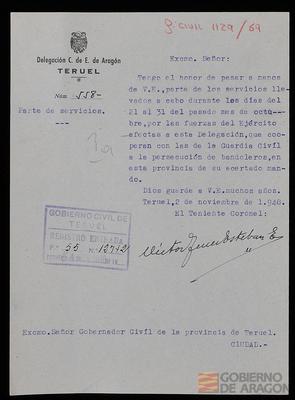 G. Civil 1129/69
Delegación C. de E. de Aragón
TERUEL
Núm. 558-
Parte de servicios.
Excmo. Señor:
Tengo el honor de pasar a manos
de V.E., parte de los servicios lle-
vados a cabo durante los días del
21 al 31 del pasado mes de octu-
bre, por las fuerzas del Ejército
afectas a esta Delegación, que coo-
peran con las de la Guardia Civil
a la persecución de bandoleros, en
esta provincia de su acertado man-
do.
Dios guarde a V.E. muchos años.
Teruel, 2 de noviembre de 1.948.
El Teniente Coronel:
GOBIERNO CIVIL DE
TERUEL
REGISTRO ENTRADA
F.º 55 N.º 12712
Excmo. Señor Gobernador Civil de la provincia de Teruel.
CIUDAD.-
GOBIERNO
DE ARAGON